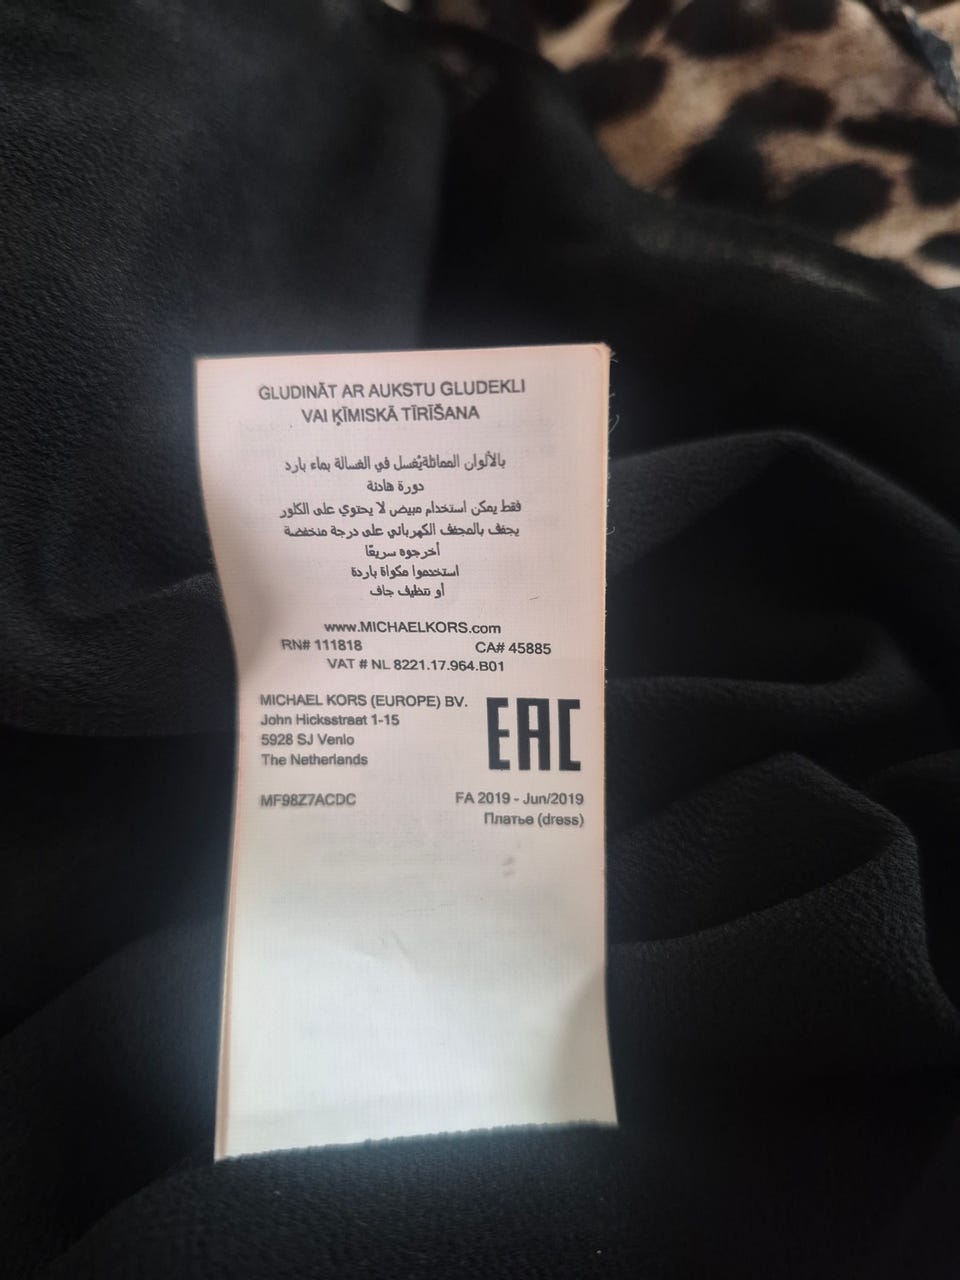 GLUDINĀT AR AUKSTU GLUDEKLI
VAI ĶĪMISKĀ TĪRĪŠANA
بالألوان المماثلةيُغسل في الغسالة بماء بارد
دورة هادئة
فقط يمكن استخدام مبيض لا يحتوي على الكلور
يجفف بالمجفف الكهربائي على درجة منخفضة
أخرجوه سريعًا
استخدموا مكواة باردة
أو تنظيف جاف
www.MICHAELKORS.com
RN# 111818 CA# 45885
VAT # NL 8221.17.964.B01
MICHAEL KORS (EUROPE) BV.
John Hicksstraat 1-15
5928 SJ Venlo
The Netherlands
EAC
MF98Z7ACDC FA 2019 - Jun/2019
Платье (dress)